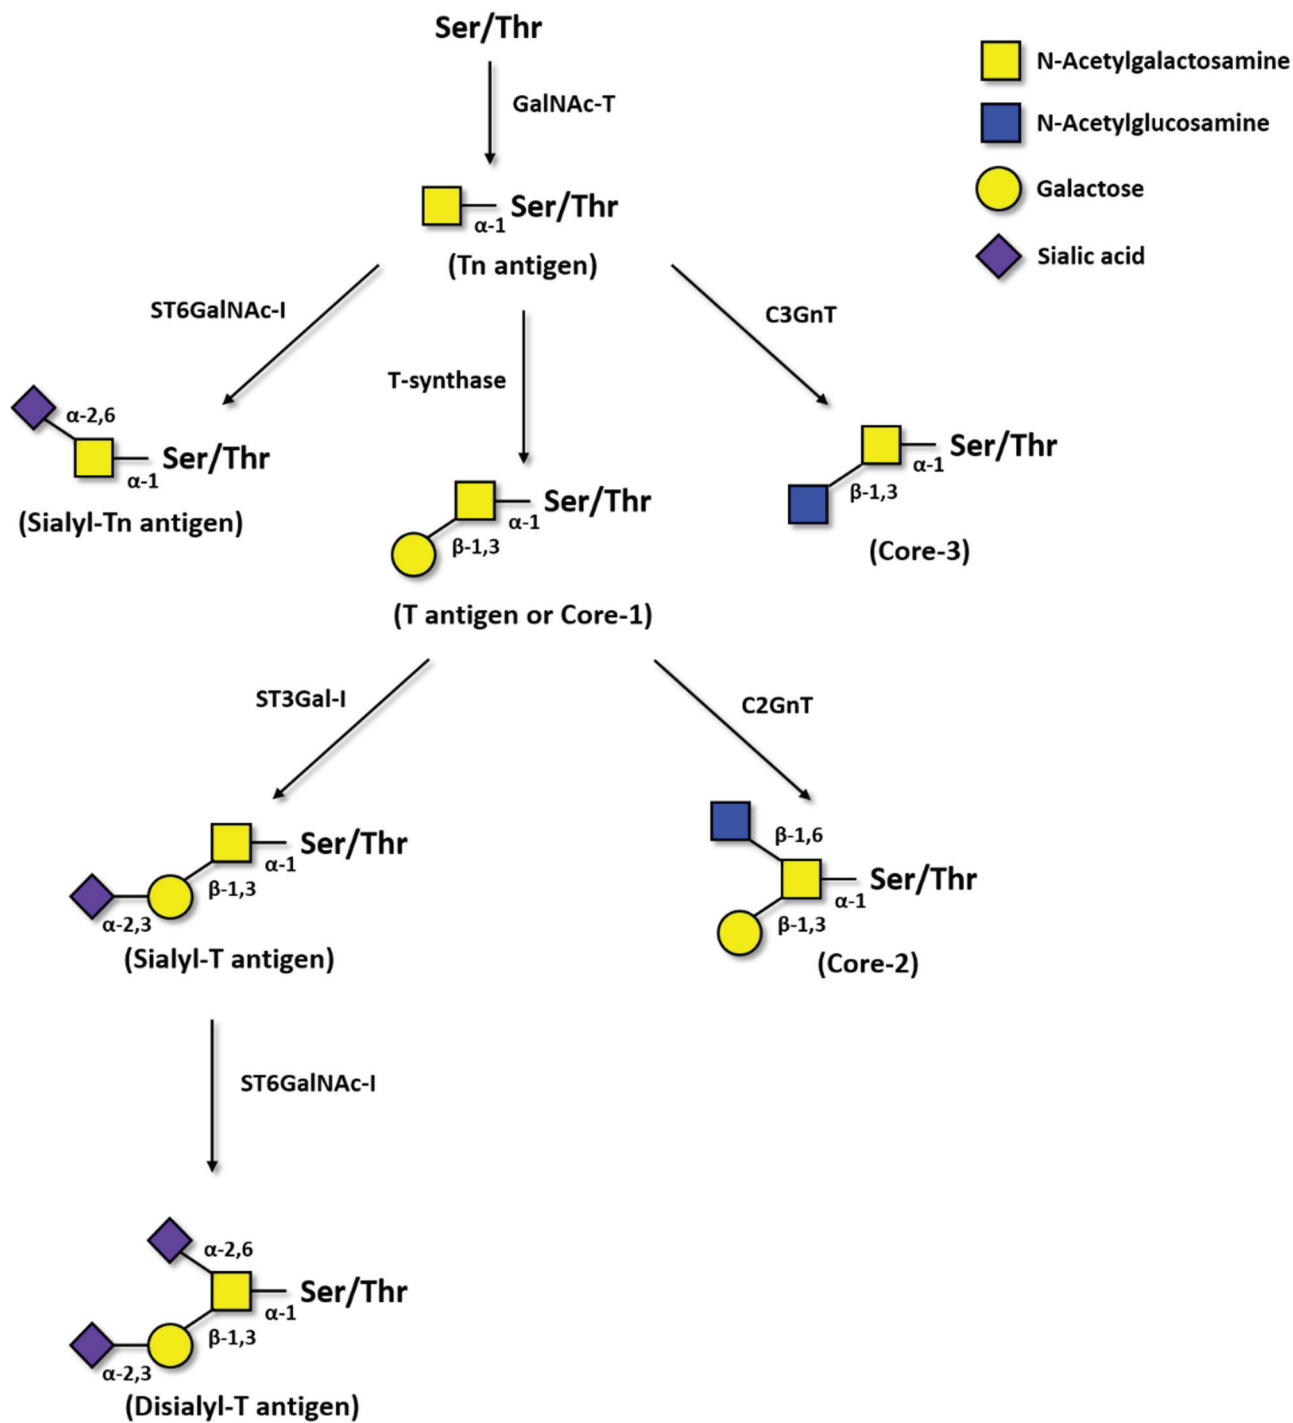 Ser/Thr
GalNAc-T
α-1
Ser/Thr
(Tn antigen)
N-Acetylgalactosamine
N-Acetylglucosamine
Galactose
Sialic acid
ST6GalNAc-I
T-synthase
C3GnT
α-2,6
α-1
Ser/Thr
(Sialyl-Tn antigen)
α-1
Ser/Thr
β-1,3
(T antigen or Core-1)
α-1
Ser/Thr
β-1,3
(Core-3)
ST3Gal-I
C2GnT
α-1
Ser/Thr
β-1,3
α-2,3
(Sialyl-T antigen)
β-1,6
α-1
Ser/Thr
β-1,3
(Core-2)
ST6GalNAc-I
α-2,6
α-1
Ser/Thr
β-1,3
α-2,3
(Disialyl-T antigen)